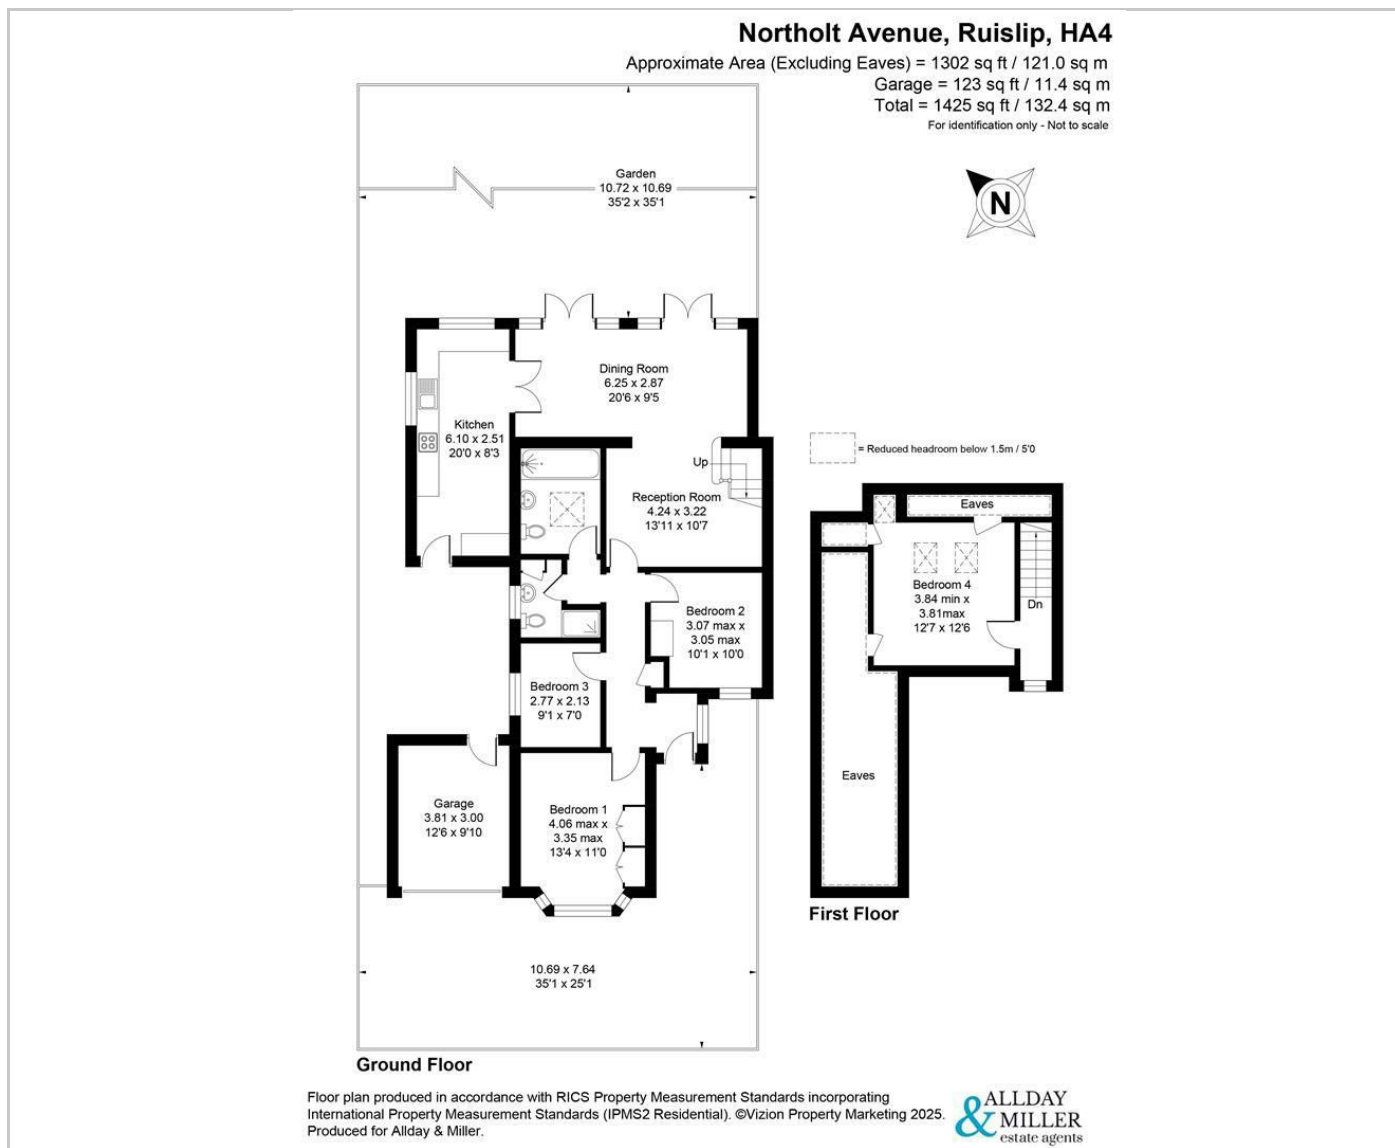 Northolt Avenue, Ruislip, HA4
Approximate Area (Excluding Eaves) = 1302 sq ft / 121.0 sq m
Garage = 123 sq ft / 11.4 sq m
Total = 1425 sq ft / 132.4 sq m
For identification only - Not to scale
N
Garden
10.72 x 10.69
35'2 x 35'1
Dining Room
6.25 x 2.87
20'6 x 9'5
Kitchen
6.10 x 2.51
20'0 x 8'3
Up
Reception Room
4.24 x 3.22
13'11 x 10'7
Bedroom 2
3.07 max x
3.05 max
10'1 x 10'0
Bedroom 3
2.77 x 2.13
9'1 x 7'0
Garage
3.81 x 3.00
12'6 x 9'10
Bedroom 1
4.06 max x
3.35 max
13'4 x 11'0
10.69 x 7.64
35'1 x 25'1
Ground Floor
= Reduced headroom below 1.5m / 5'0
Eaves
Bedroom 4
3.84 min x
3.81max
12'7 x 12'6
Dn
Eaves
First Floor
Floor plan produced in accordance with RICS Property Measurement Standards incorporating
International Property Measurement Standards (IPMS2 Residential). ©Vizion Property Marketing 2025.
Produced for Allday & Miller.
ALLDAY
& MILLER
estate agents